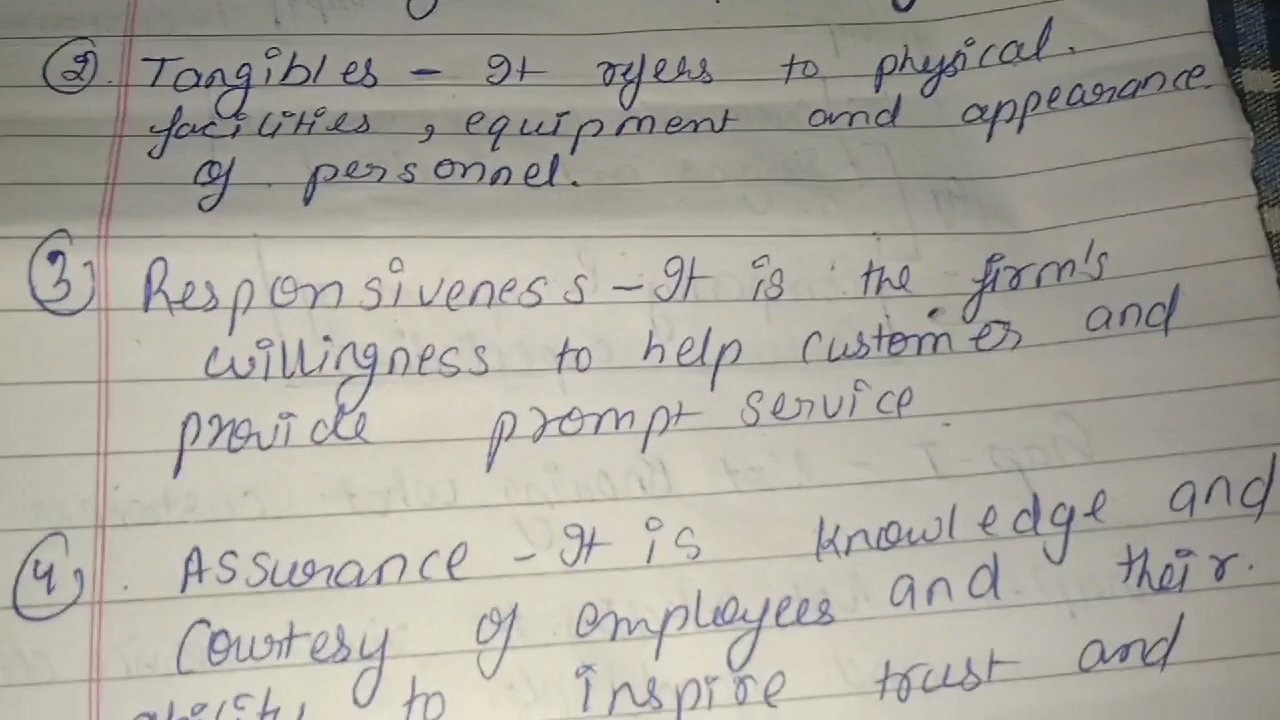 ② Tangibles - It refers to physical.
facilities, equipment and appearance
of personnel.
③ Responsiveness - It is the firm's
willingness to help customer and
provide prompt service
④ Assurance - It is knowledge and
Courtesy of employees and their.
ability to inspire trust and